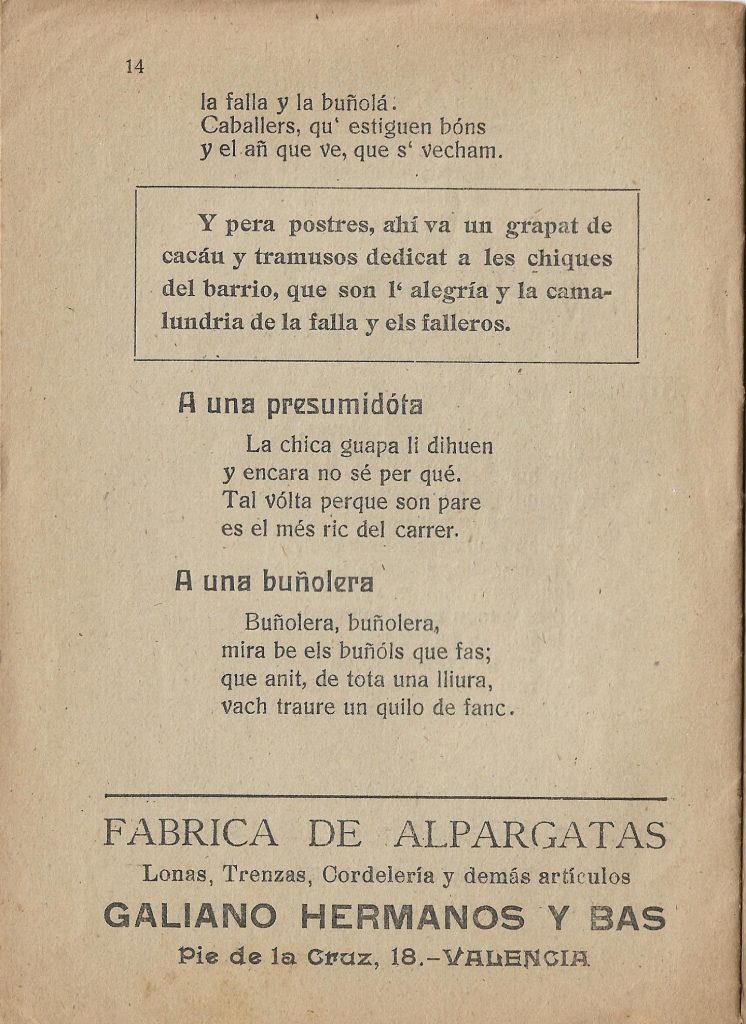 14
la falla y la buñolá.
Caballers, qu‘ estiguen bóns
y el añ que ve, que s‘ vecham.
Y pera postres, ahí va un grapat de
cacáu y tramusos dedicat a les chiques
del barrio, que son l‘ alegría y la cama-
lundria de la falla y els falleros.
A una presumidóta
La chica guapa li dihuen
y encara no sé per qué.
Tal vólta perque son pare
es el més ric del carrer.
A una buñolera
Buñolera, buñolera,
mira be els buñóls que fas;
que anit, de tota una lliura,
vach traure un quilo de fanc.
FABRICA DE ALPARGATAS
Lonas, Trenzas, Cordelería y demás artículos
GALIANO HERMANOS Y BAS
Pie de la Cruz, 18.-VALENCIA